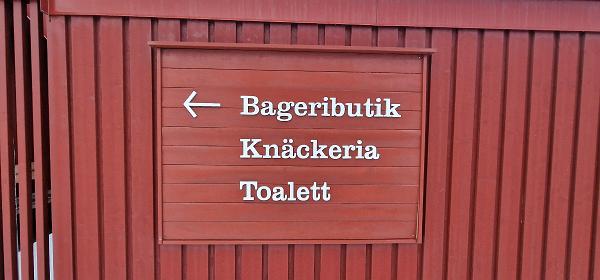 ← Bageributik
Knäckeria
Toalett